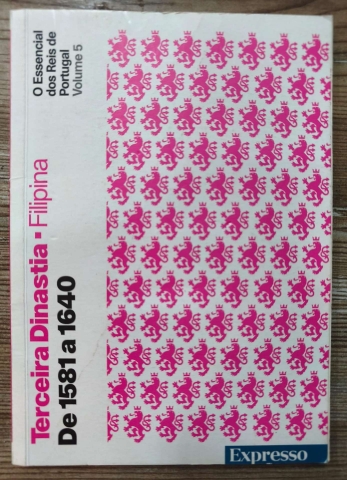 O Essencial
dos Reis de
Portugal
Volume 5
Terceira Dinastia ▪ Filipina
De 1581 a 1640
Expresso